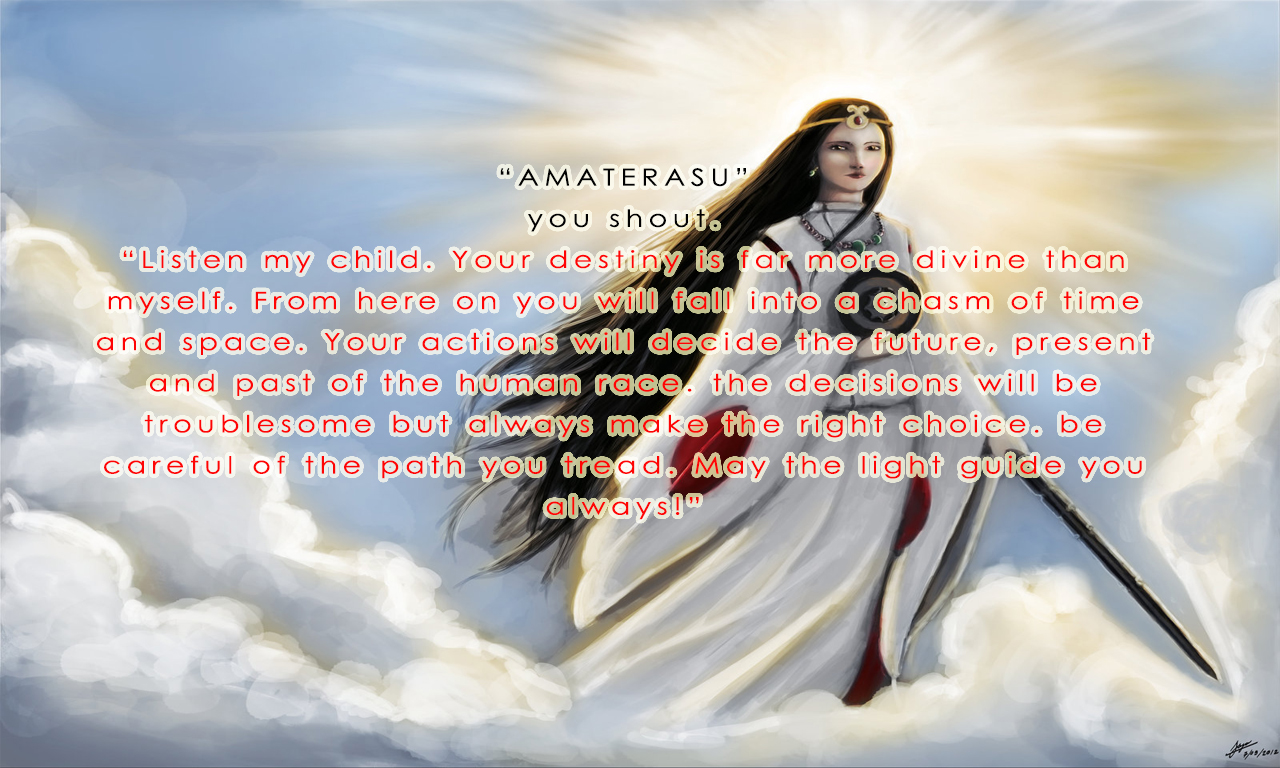 “AMATERASU”
you shout.
“Listen my child. Your destiny is far more divine than
myself. From here on you will fall into a chasm of time
and space. Your actions will decide the future, present
and past of the human race. the decisions will be
troublesome but always make the right choice. be
careful of the path you tread. May the light guide you
always!”